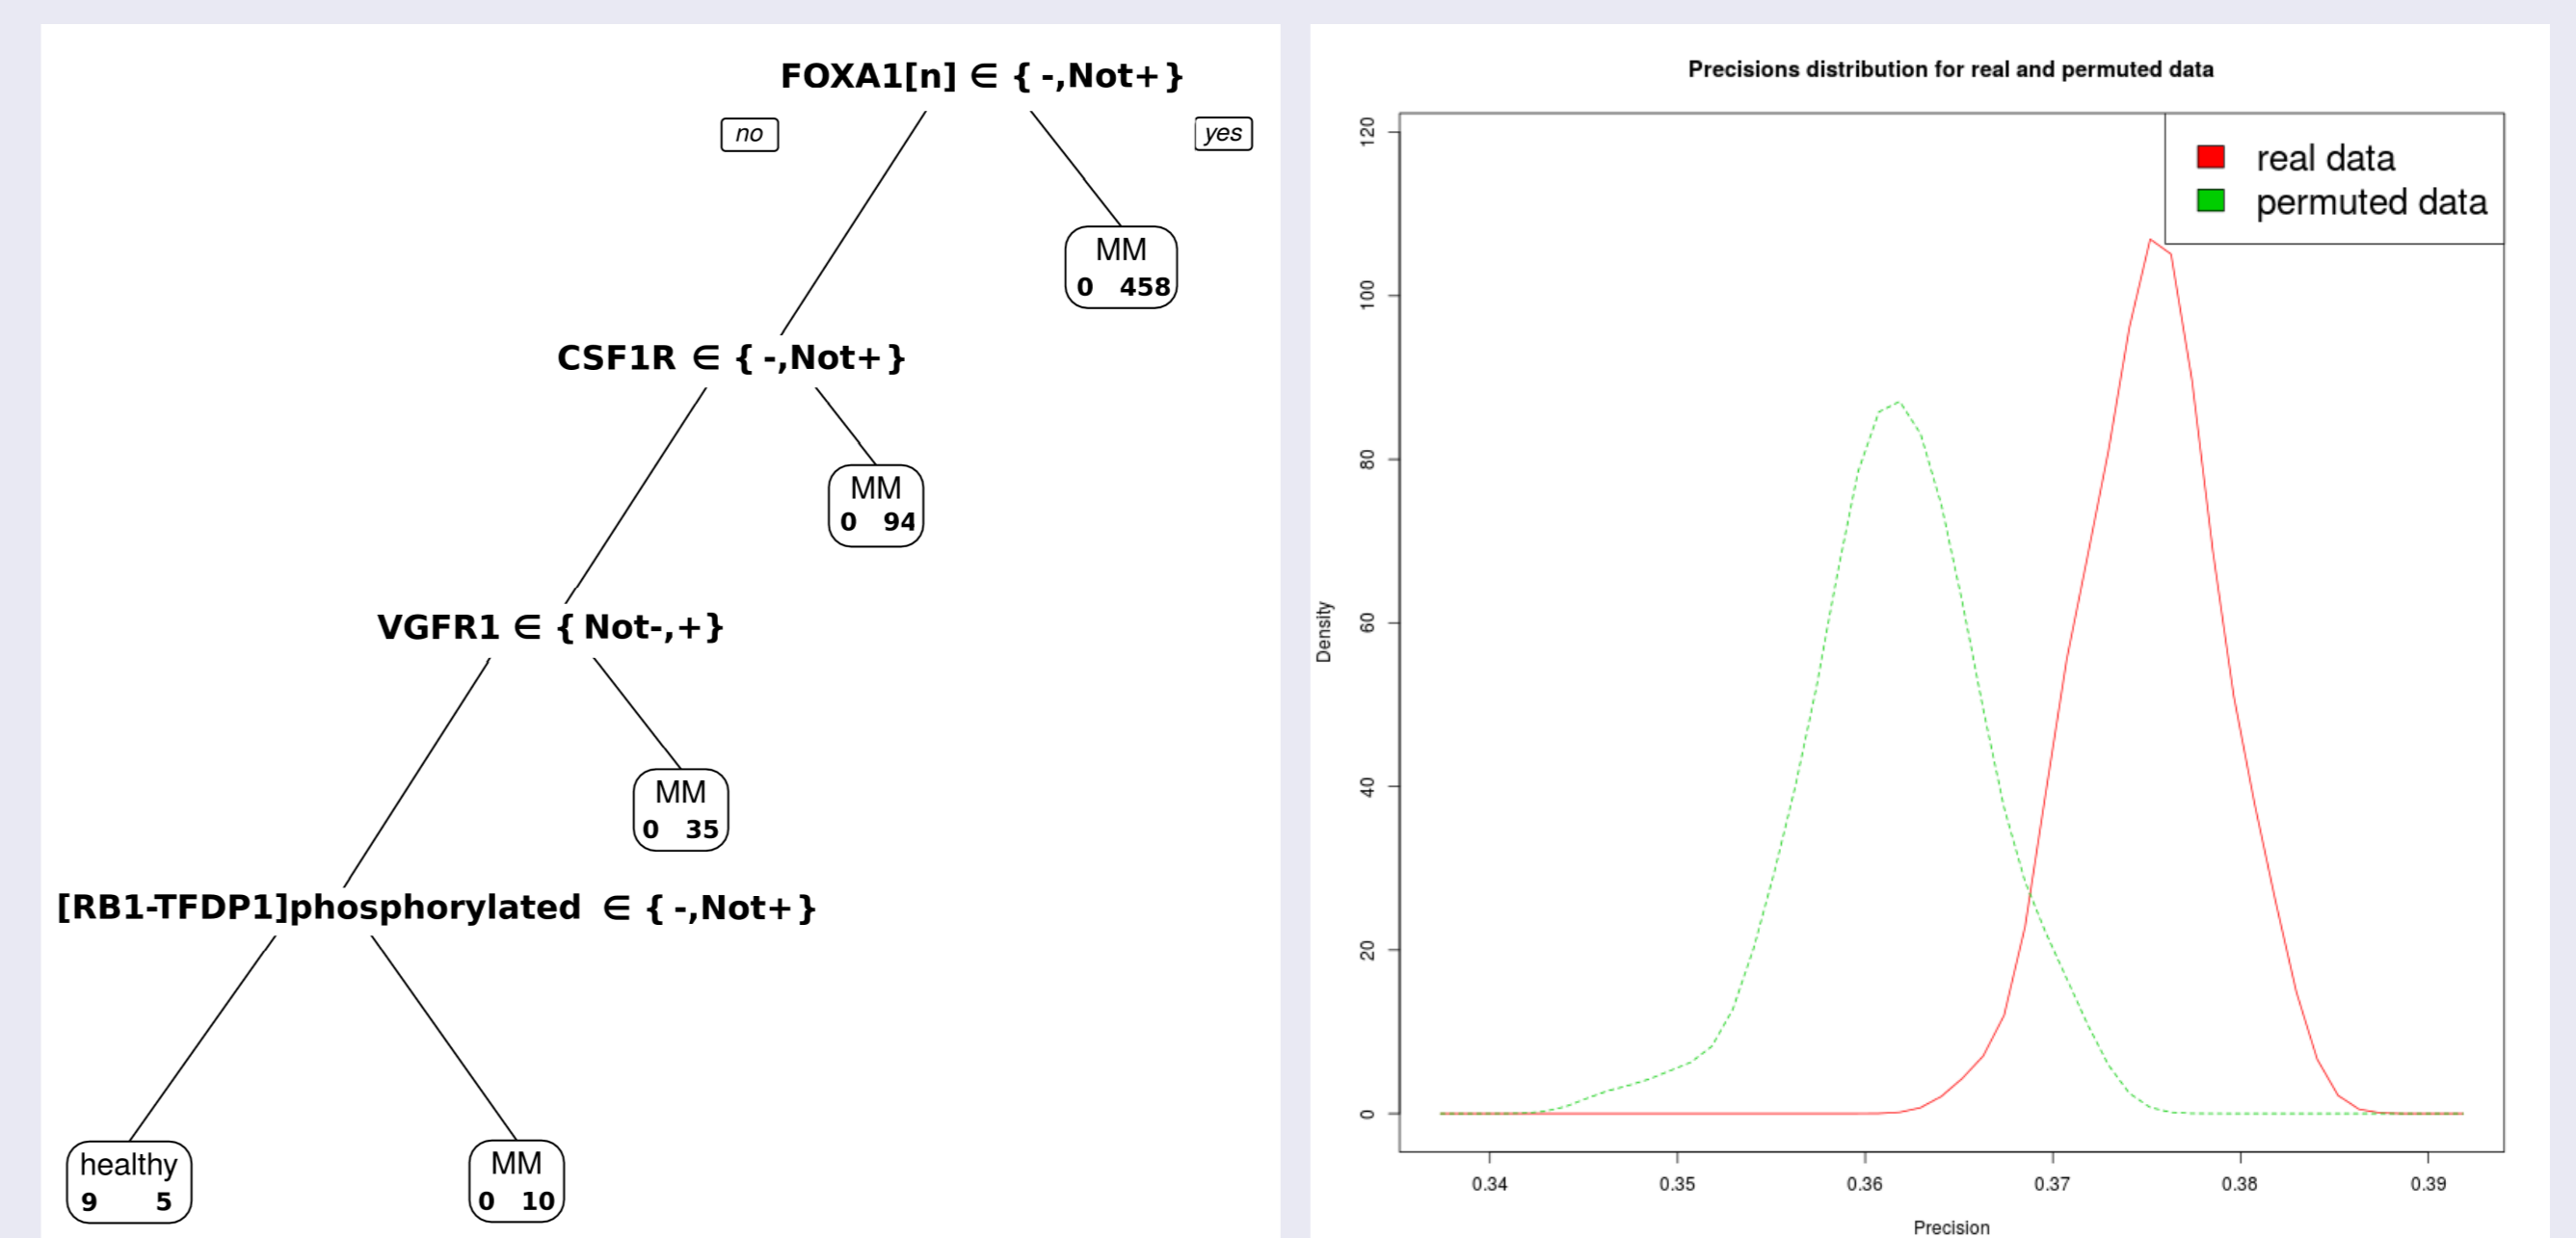 FOXA1[n] ∈ { -,Not+}
no
yes
MM
0 458
CSF1R ∈ { -,Not+}
MM
0 94
VGFR1 ∈ { Not-,+}
MM
0 35
[RB1-TFDP1]phosphorylated ∈ { -,Not+}
healthy
9 5
MM
0 10
Precisions distribution for real and permuted data
real data
permuted data
120
100
80
60
40
20
0
Density
0.34 0.35 0.36 0.37 0.38 0.39
Precision